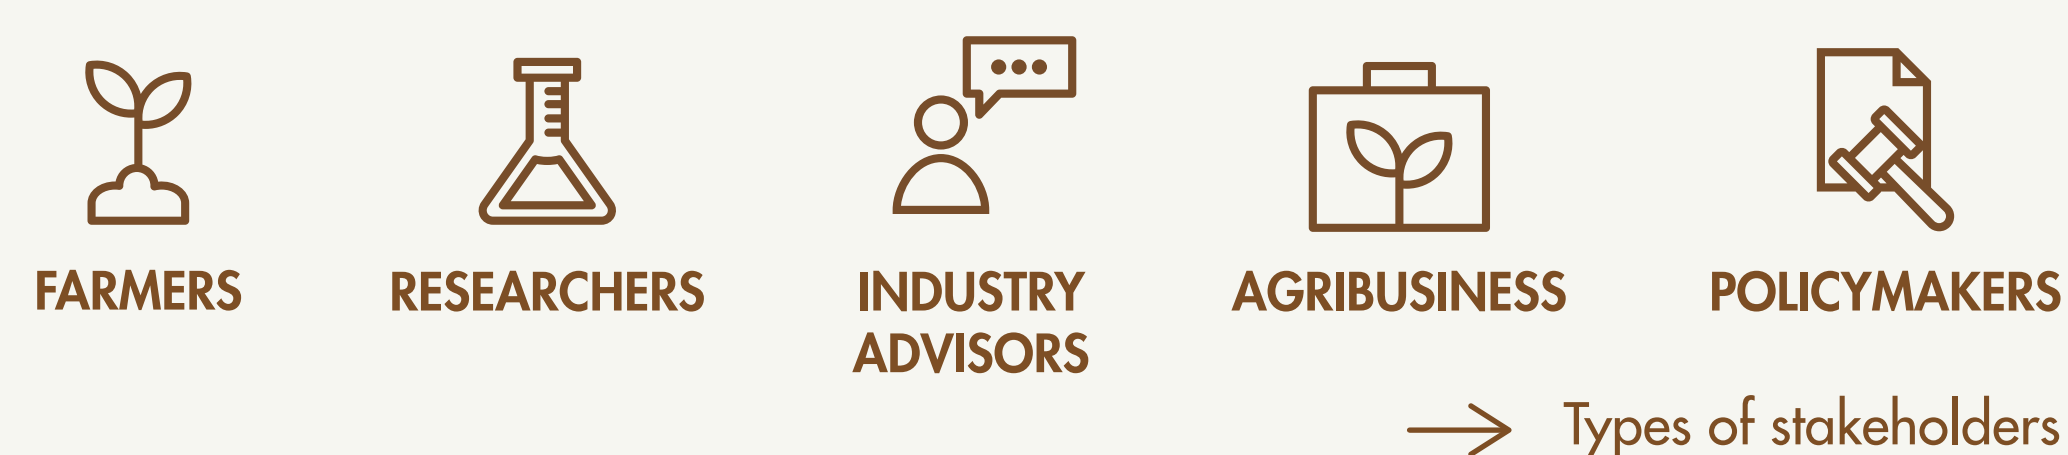 FARMERS
RESEARCHERS
INDUSTRY
ADVISORS
AGRIBUSINESS
POLICYMAKERS
Types of stakeholders